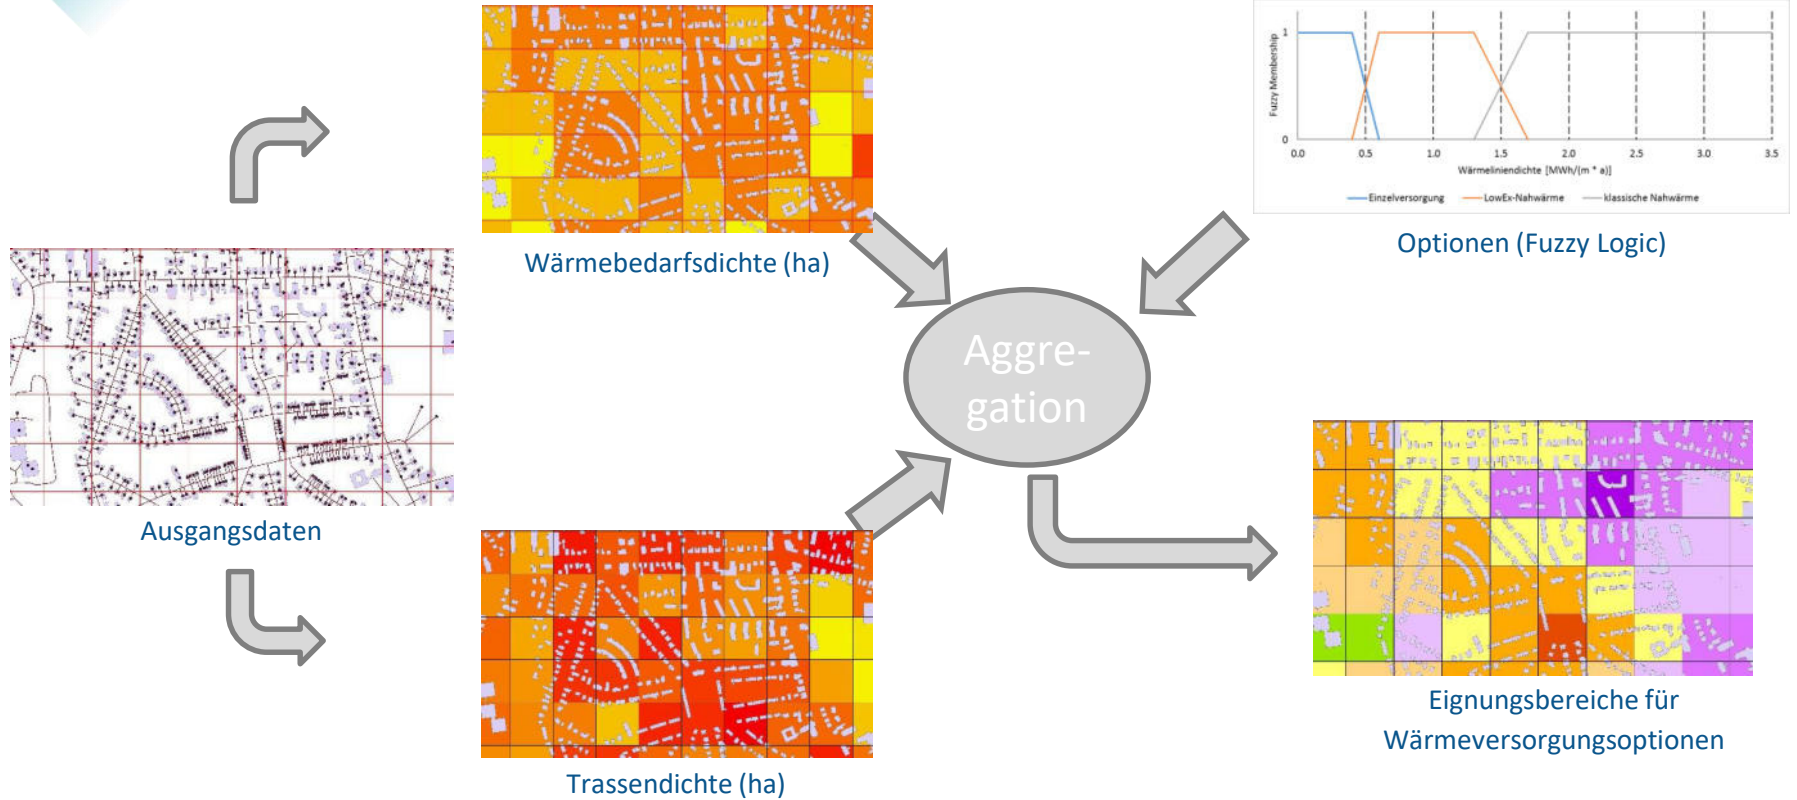 Wärmebedarfsdichte (ha)
Fuzzy Membership
1
0
0.0 0.5 1.0 1.5 2.0 2.5 3.0 3.5
Wärmeliniendichte [MWh/(m * a)]
Einzelversorgung LowEx-Nahwärme klassische Nahwärme
Optionen (Fuzzy Logic)
Ausgangsdaten
Aggre-
gation
Trassendichte (ha)
Eignungsbereiche für
Wärmeversorgungsoptionen